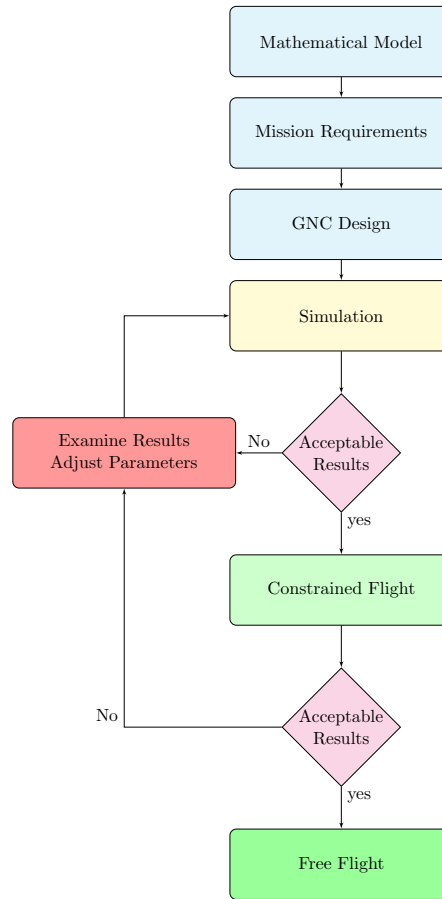 Mathematical Model
Mission Requirements
GNC Design
Simulation
Acceptable
Results
No
Examine Results
Adjust Parameters
yes
Constrained Flight
Acceptable
Results
No
yes
Free Flight